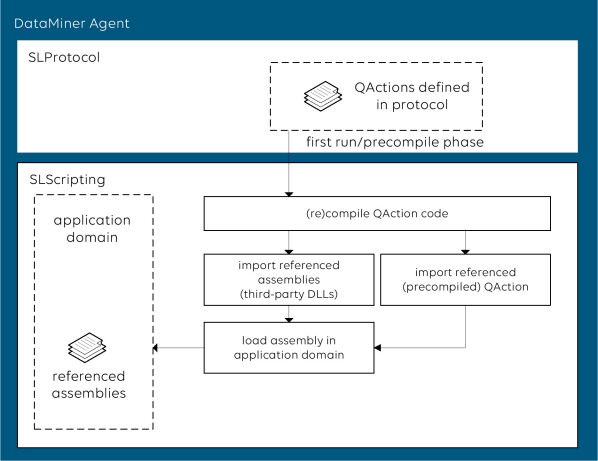 DataMiner Agent
SLProtocol
QActions defined
in protocol
first run/precompile phase
SLScripting
application
domain
(re)compile QAction code
import referenced
assemblies
(third-party DLLs)
import referenced
(precompiled) QAction
load assembly in
application domain
referenced
assemblies